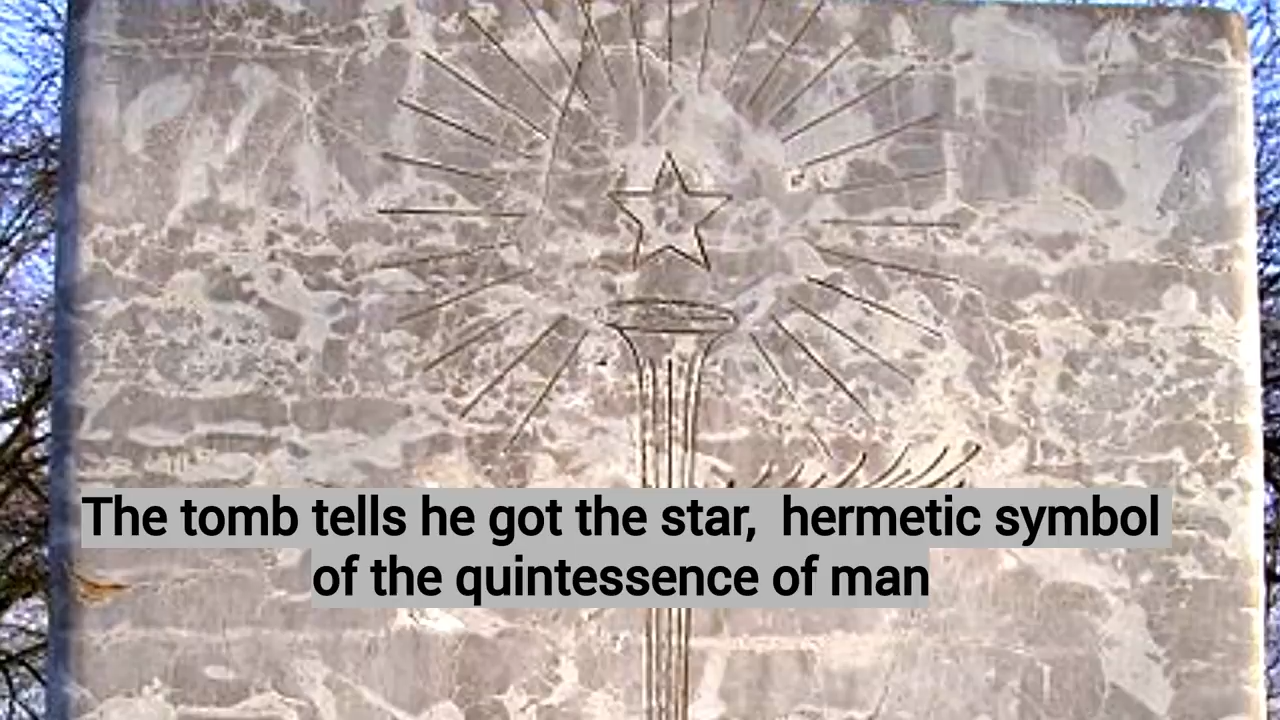 The tomb tells he got the star,  hermetic symbol
of the quintessence of man